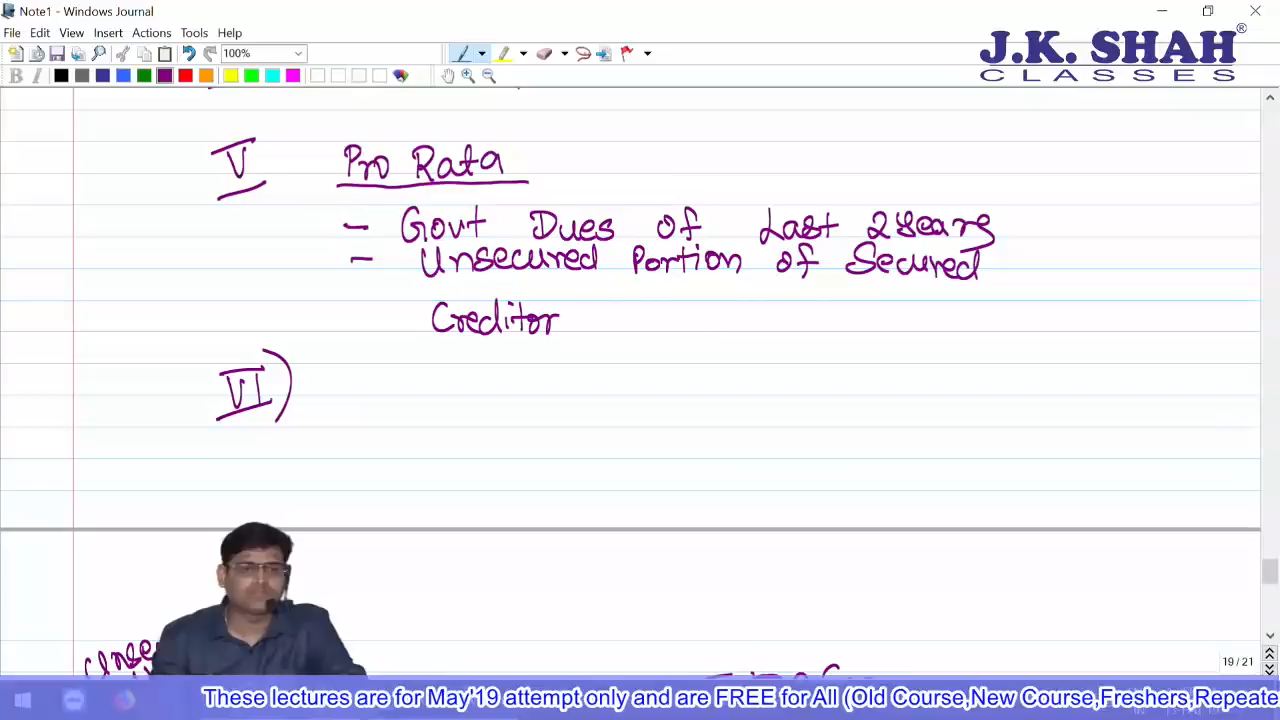 Note1 - Windows Journal
File Edit View Insert Actions Tools Help
100%
B I
J.K. SHAH ®
CLASSES
V Pro Rata
- Govt Dues of Last 2 Years
- Unsecured Portion of Secured
Creditor
VI)
19 / 21
These lectures are for May'19 attempt only and are FREE for All (Old Course,New Course,Freshers,Repeate